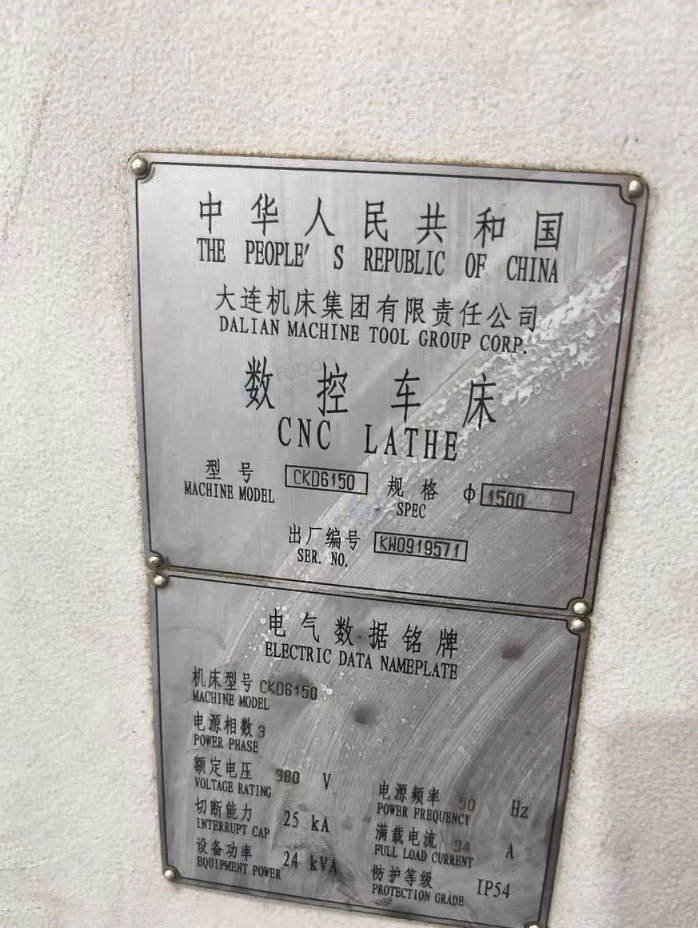 中华人民共和国
THE PEOPLE' S REPUBLIC OF CHINA
大连机床集团有限责任公司
DALIAN MACHINE TOOL GROUP CORP.
数控车床
CNC LATHE
型号 CKD6150 规格 φ 1500
MACHINE MODEL SPEC
出厂编号 KW0919571
SER. NO.
电气数据铭牌
ELECTRIC DATA NAMEPLATE
机床型号 CKD6150
MACHINE MODEL
电源相数 3
POWER PHASE
额定电压 380 V
VOLTAGE RATING
电源频率 50 Hz
POWER FREQUENCY
切断能力 25 kA
INTERRUPT CAP
满载电流 34 A
FULL LOAD CURRENT
设备功率 24 kVA
EQUIPMENT POWER
防护等级 IP54
PROTECTION GRADE